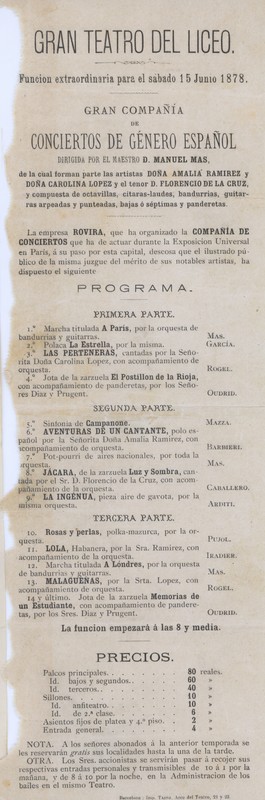 GRAN TEATRO DEL LICEO.
Funcion extraordinaria para el sábado 15 Junio 1878.
GRAN COMPAÑÍA
DE
CONCIERTOS DE GÉNERO ESPAÑOL
DIRIGIDA POR EL MAESTRO D. MANUEL MAS,
de la cual forman parte las artistas DOÑA AMALIA RAMIREZ y
DOÑA CAROLINA LOPEZ y el tenor D. FLORENCIO DE LA CRUZ,
y compuesta de octavillas, cítaras-laudes, bandurrias, guitar-
ras arpeadas y punteadas, bajas ó séptimas y panderetas.
La empresa ROVIRA, que ha organizado la COMPAÑÍA DE
CONCIERTOS que ha de actuar durante la Exposicion Universal
en París, á su paso por esta capital, deseosa que el ilustrado pú-
blico de la misma juzgue del mérito de sus notables artistas, ha
dispuesto el siguiente
PROGRAMA.
PRIMERA PARTE.
1.º Marcha titulada A París, por la orquesta de
bandurrias y guitarras. MAS.
2.º Polaca La Estrella, por la misma. GARCÍA.
3.º LAS PERTENERAS, cantadas por la Seño-
rita Doña Carolina Lopez, con acompañamiento de
orquesta. ROGEL.
4.º Jota de la zarzuela El Postillon de la Rioja,
con acompañamiento de panderetas, por los Seño-
res Diaz y Prugent. OUDRID.
SEGUNDA PARTE.
5.º Sinfonía de Campanone. MAZZA.
6.º AVENTURAS DE UN CANTANTE, polo es-
pañol por la Señorita Doña Amalia Ramirez, con
acompañamiento de orquesta. BARBIERI.
7.º Pot-pourri de aires nacionales, por toda la
orquesta. MAS.
8.º JÁCARA, de la zarzuela Luz y Sombra, can-
tada por el Sr. D. Florencio de la Cruz, con acom-
pañamiento de la orquesta. CABALLERO.
9.º LA INGÉNUA, pieza aire de garota, por la
misma orquesta. ARDITI.
TERCERA PARTE.
10. Rosas y perlas, polka-mazurca, por la or-
questa. PUJOL.
11. LOLA, Habanera, por la Sra. Ramirez, con
acompañamiento de la orquesta. IRADIER.
12. Marcha titulada A Londres, por la orquesta
de bandurrias y guitarras. MAS.
13. MALAGUEÑAS, por la Srta. Lopez, con
acompañamiento de orquesta. ROGEL.
14 y último. Jota de la zarzuela Memorias de
un Estudiante, con acompañamiento de pandere-
tas, por los Sres. Diaz y Prugent. OUDRID.
La funcion empezará á las 8 y media.
PRECIOS.
Palcos principales. . . . . . . . 80 reales.
Id. bajos y segundos. . . . . . . 60 »
Id. terceros. . . . . . . . 40 »
Sillones. . . . . . . . 10 »
Id. anfiteatro. . . . . . . . 10 »
Id. de 2.ª clase. . . . . . . . 6 »
Asientos fijos de platea y 4.º piso. . 2 »
Entrada general. . . . . . . . 4 »
NOTA. A los señores abonados á la anterior temporada se
les reservarán gratis sus localidades hasta la una de la tarde.
OTRA. Los Sres. accionistas se servirán pasar á recojer sus
respectivas entradas personales y transmisibles de 10 á 1 por la
mañana, y de 8 á 10 por la noche, en la Administracion de los
bailes en el mismo Teatro.